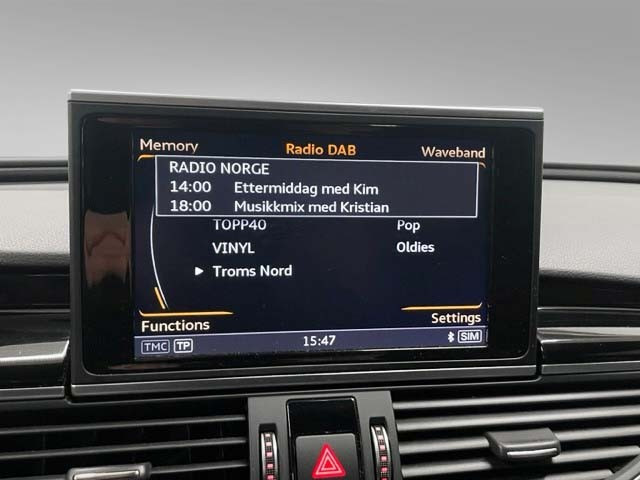 Memory Radio DAB Waveband
RADIO NORGE
14:00 Ettermiddag med Kim
18:00 Musikkmix med Kristian
TOPP40 Pop
VINYL Oldies
Troms Nord
Functions Settings
TMC TP 15:47 SIM